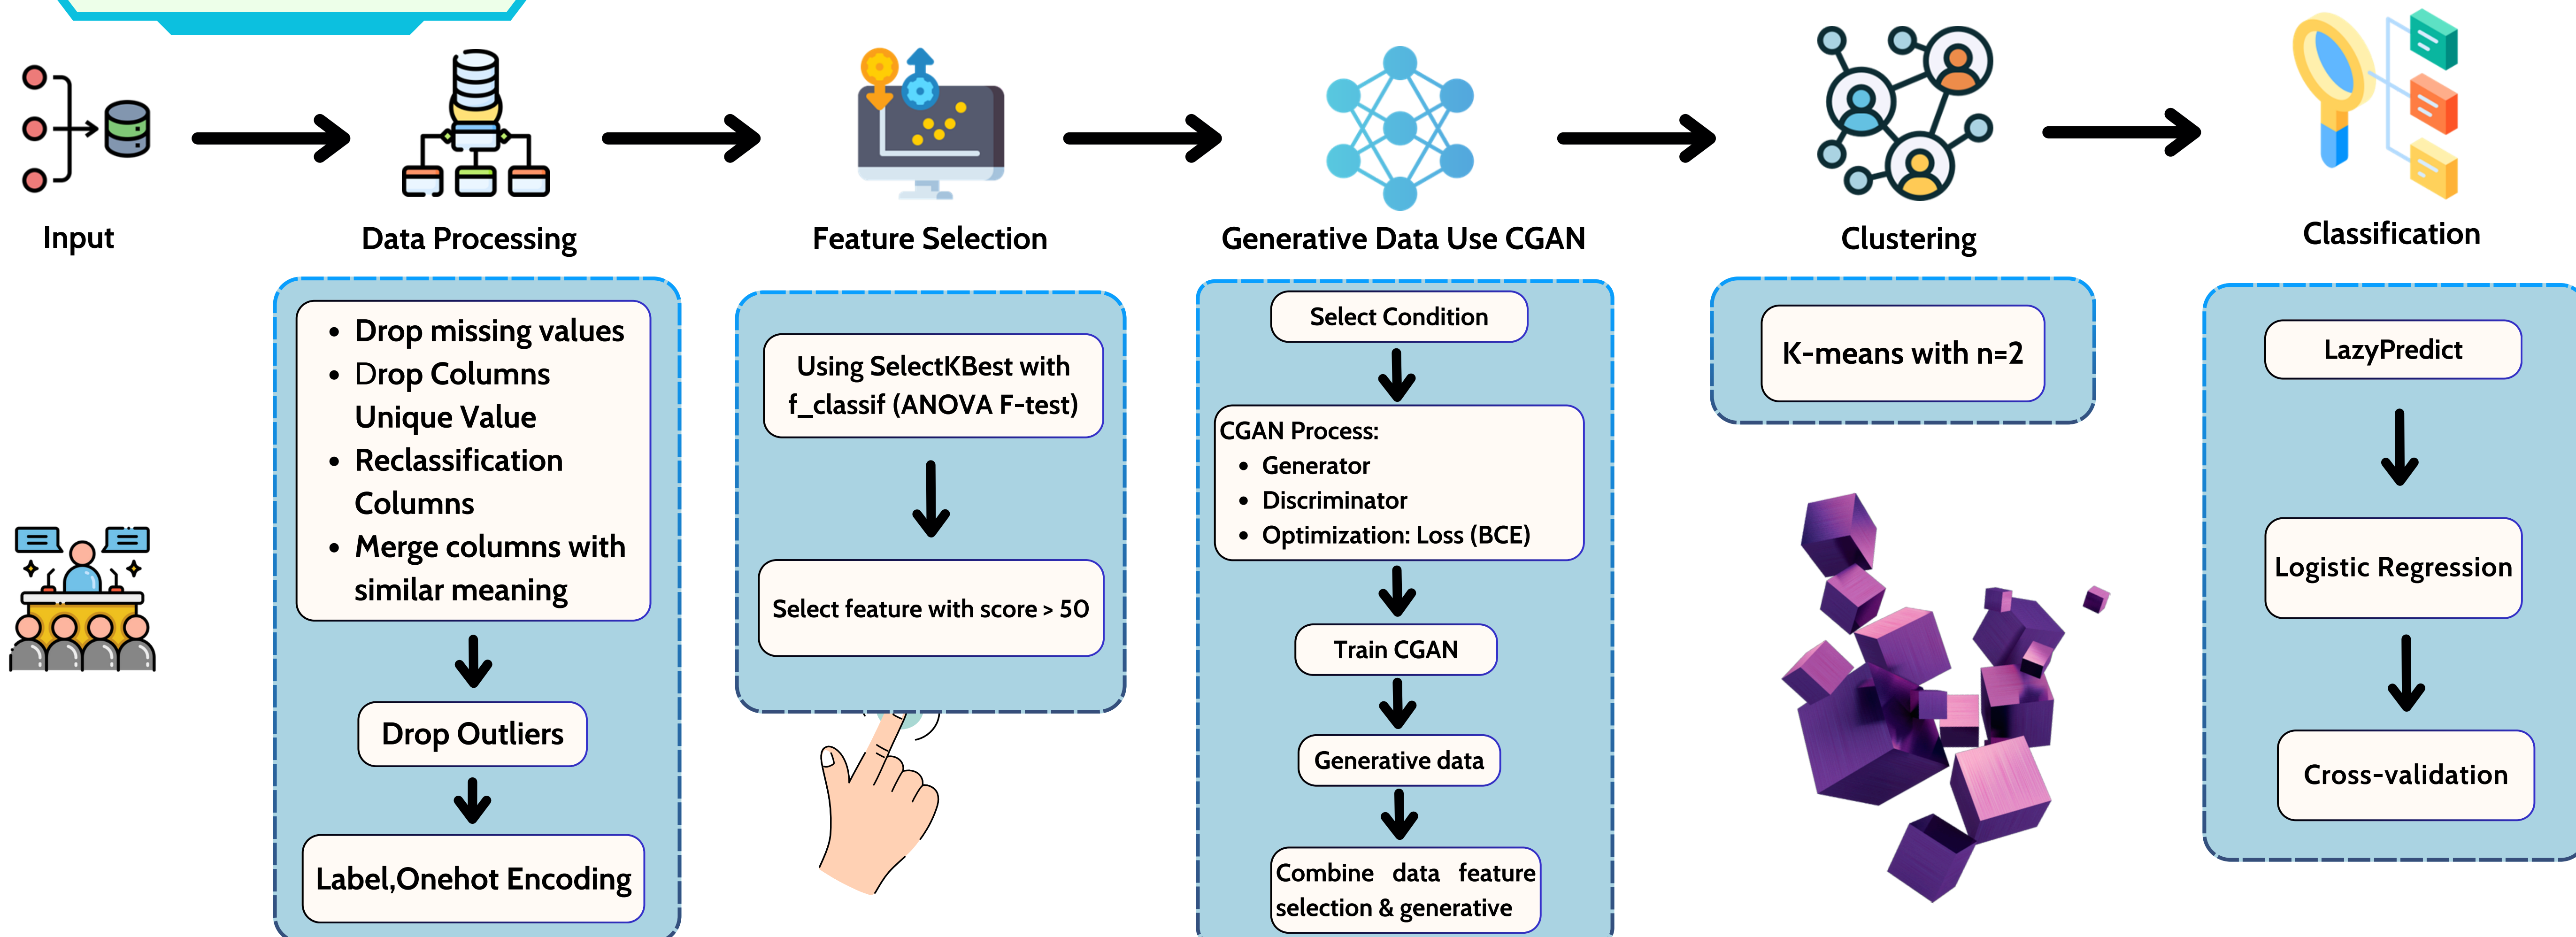 Input
Data Processing
Feature Selection
Generative Data Use CGAN
Clustering
Classification
• Drop missing values
• Drop Columns
Unique Value
• Reclassification
Columns
• Merge columns with
similar meaning
Drop Outliers
Label,Onehot Encoding
Using SelectKBest with
f_classif (ANOVA F-test)
Select feature with score > 50
Select Condition
CGAN Process:
• Generator
• Discriminator
• Optimization: Loss (BCE)
Train CGAN
Generative data
Combine data feature
selection & generative
K-means with n=2
LazyPredict
Logistic Regression
Cross-validation